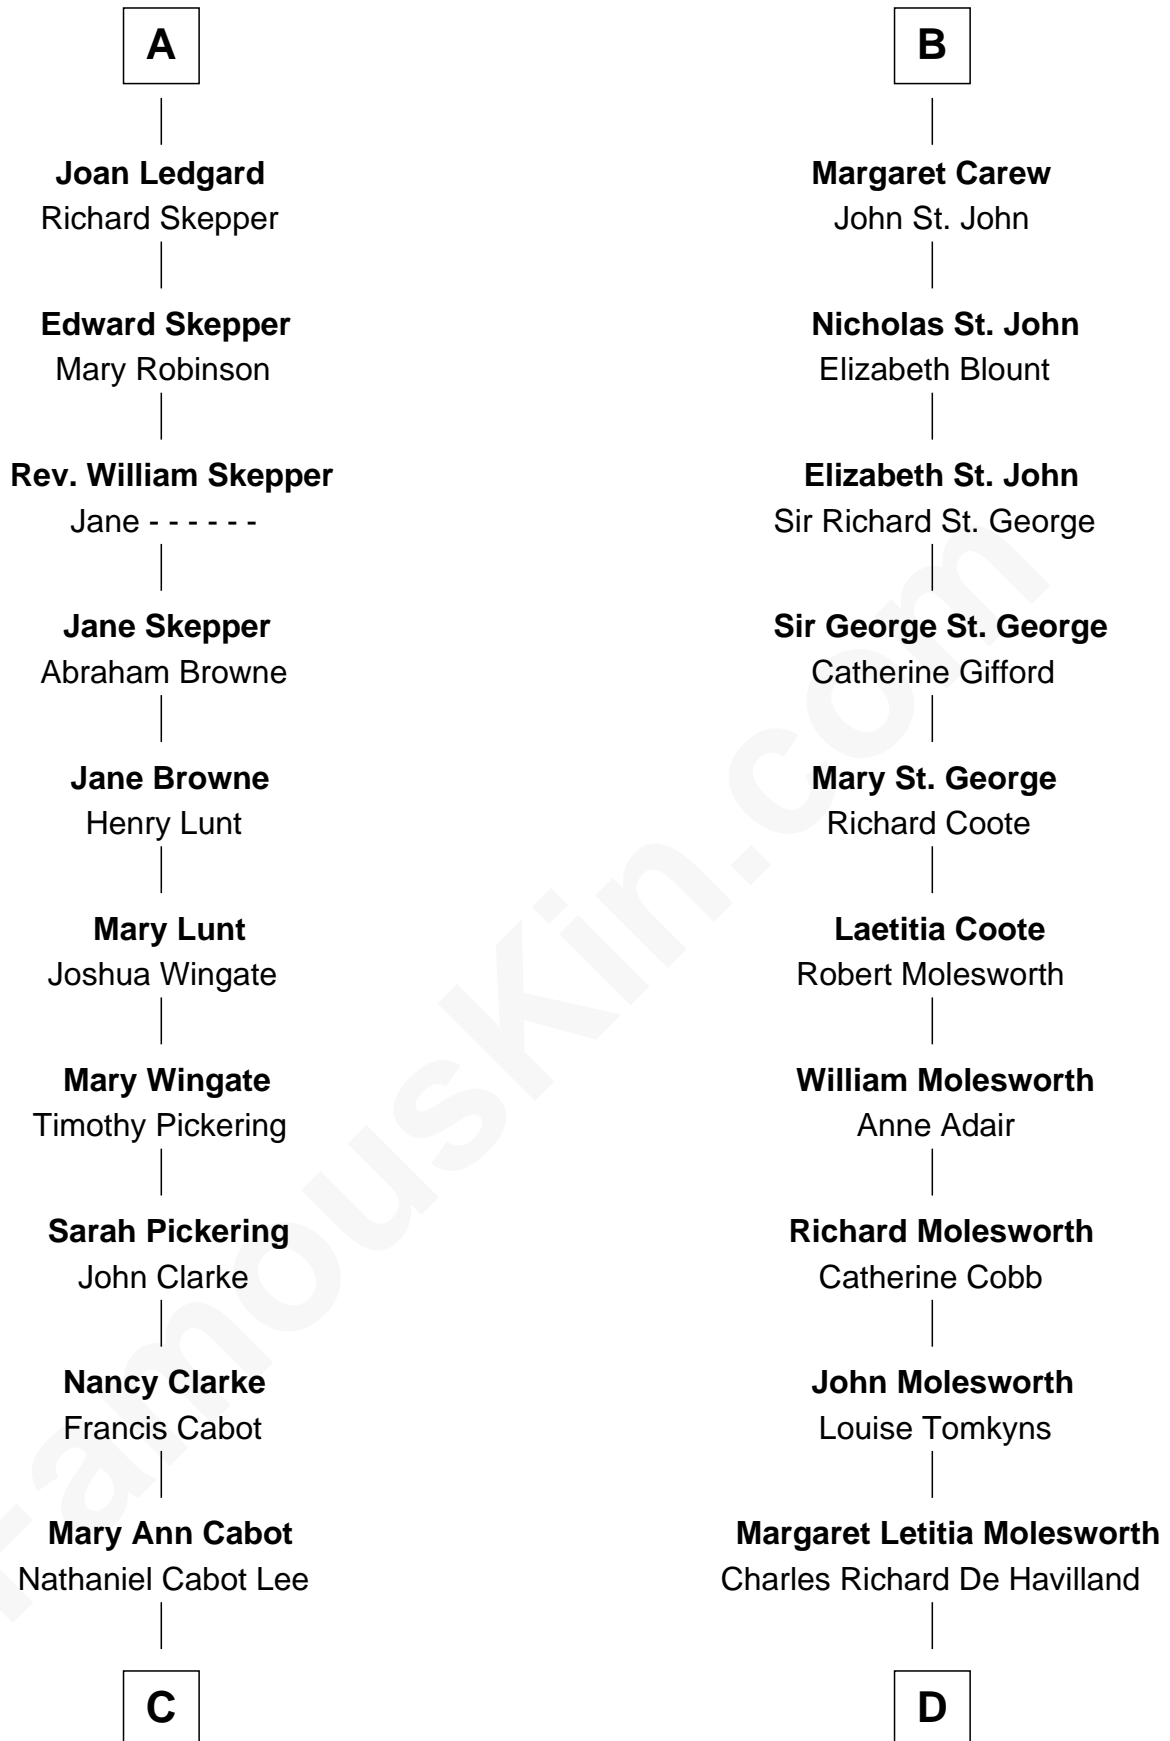 A
Joan Ledgard
Richard Skepper
Edward Skepper
Mary Robinson
Rev. William Skepper
Jane - - - - - -
Jane Skepper
Abraham Browne
Jane Browne
Henry Lunt
Mary Lunt
Joshua Wingate
Mary Wingate
Timothy Pickering
Sarah Pickering
John Clarke
Nancy Clarke
Francis Cabot
Mary Ann Cabot
Nathaniel Cabot Lee
C
B
Margaret Carew
John St. John
Nicholas St. John
Elizabeth Blount
Elizabeth St. John
Sir Richard St. George
Sir George St. George
Catherine Gifford
Mary St. George
Richard Coote
Laetitia Coote
Robert Molesworth
William Molesworth
Anne Adair
Richard Molesworth
Catherine Cobb
John Molesworth
Louise Tomkyns
Margaret Letitia Molesworth
Charles Richard De Havilland
D
FamousKin.com